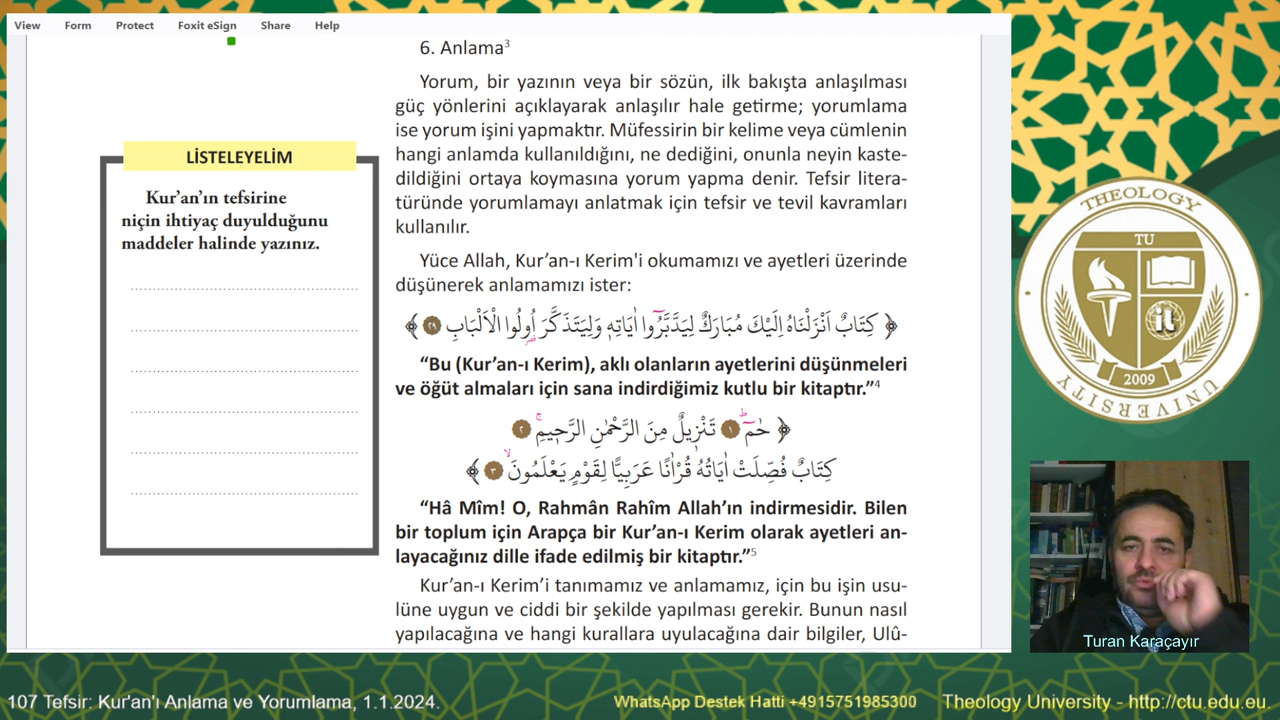 View Form Protect Foxit eSign Share Help
6. Anlama³
Yorum, bir yazının veya bir sözün, ilk bakışta anlaşılması
güç yönlerini açıklayarak anlaşılır hale getirme; yorumlama
ise yorum işini yapmaktır. Müfessirin bir kelime veya cümlenin
hangi anlamda kullanıldığını, ne dediğini, onunla neyin kaste-
dildiğini ortaya koymasına yorum yapma denir. Tefsir litera-
türünde yorumlamayı anlatmak için tefsir ve tevil kavramları
kullanılır.
Yüce Allah, Kur’an-ı Kerim'i okumamızı ve ayetleri üzerinde
düşünerek anlamamızı ister:
﴿ كِتَابٌ اَنْزَلْنَاهُ اِلَيْكَ مُبَارَكٌ لِيَدَّبَّرُٓوا اٰيَاتِه۪ وَلِيَتَذَكَّرَ اُو۬لُوا الْاَلْبَابِ ٢٩ ﴾
“Bu (Kur’an-ı Kerim), aklı olanların ayetlerini düşünmeleri
ve öğüt almaları için sana indirdiğimiz kutlu bir kitaptır.”⁴
﴿ حٰمٓ ۜ ١ تَنْز۪يلٌ مِنَ الرَّحْمٰنِ الرَّح۪يمِۚ ٢
كِتَابٌ فُصِّلَتْ اٰيَاتُهُ قُرْاٰنًا عَرَبِيًّا لِقَوْمٍ يَعْلَمُونَۙ ٣ ﴾
“Hâ Mîm! O, Rahmân Rahîm Allah’ın indirmesidir. Bilen
bir toplum için Arapça bir Kur’an-ı Kerim olarak ayetleri an-
layacağınız dille ifade edilmiş bir kitaptır.”⁵
Kur’an-ı Kerim’i tanımamız ve anlamamız, için bu işin usu-
lüne uygun ve ciddi bir şekilde yapılması gerekir. Bunun nasıl
yapılacağına ve hangi kurallara uyulacağına dair bilgiler, Ulû-
LİSTELEYELİM
Kur’an’ın tefsirine
niçin ihtiyaç duyulduğunu
maddeler halinde yazınız.
THEOLOGY
TU
2009
UNIVERSITY
Turan Karaçayır
107 Tefsir: Kur'an'ı Anlama ve Yorumlama, 1.1.2024.
WhatsApp Destek Hatti +4915751985300
Theology University - http://ctu.edu.eu.